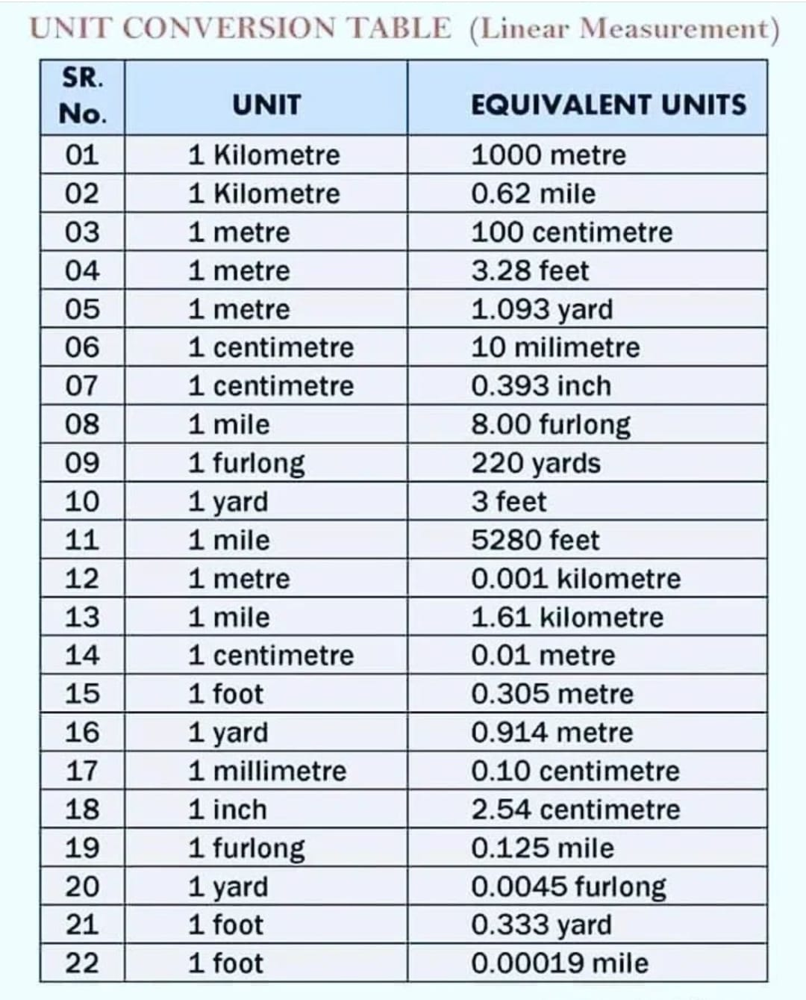 UNIT CONVERSION TABLE (Linear Measurement)
SR. No. UNIT EQUIVALENT UNITS
01 1 Kilometre 1000 metre
02 1 Kilometre 0.62 mile
03 1 metre 100 centimetre
04 1 metre 3.28 feet
05 1 metre 1.093 yard
06 1 centimetre 10 milimetre
07 1 centimetre 0.393 inch
08 1 mile 8.00 furlong
09 1 furlong 220 yards
10 1 yard 3 feet
11 1 mile 5280 feet
12 1 metre 0.001 kilometre
13 1 mile 1.61 kilometre
14 1 centimetre 0.01 metre
15 1 foot 0.305 metre
16 1 yard 0.914 metre
17 1 millimetre 0.10 centimetre
18 1 inch 2.54 centimetre
19 1 furlong 0.125 mile
20 1 yard 0.0045 furlong
21 1 foot 0.333 yard
22 1 foot 0.00019 mile